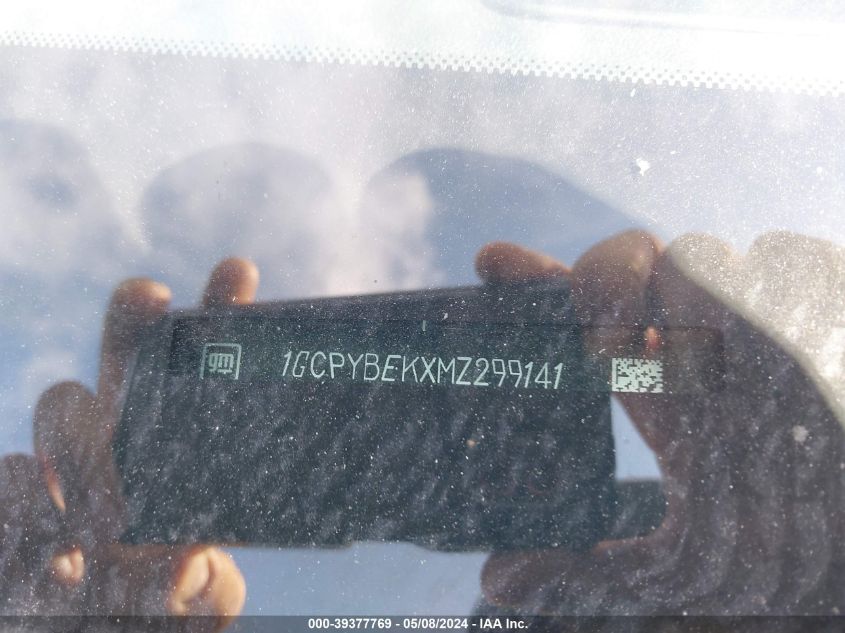 gm 1GCPYBEKXMZ299141
000-39377769 - 05/08/2024 - IAA Inc.